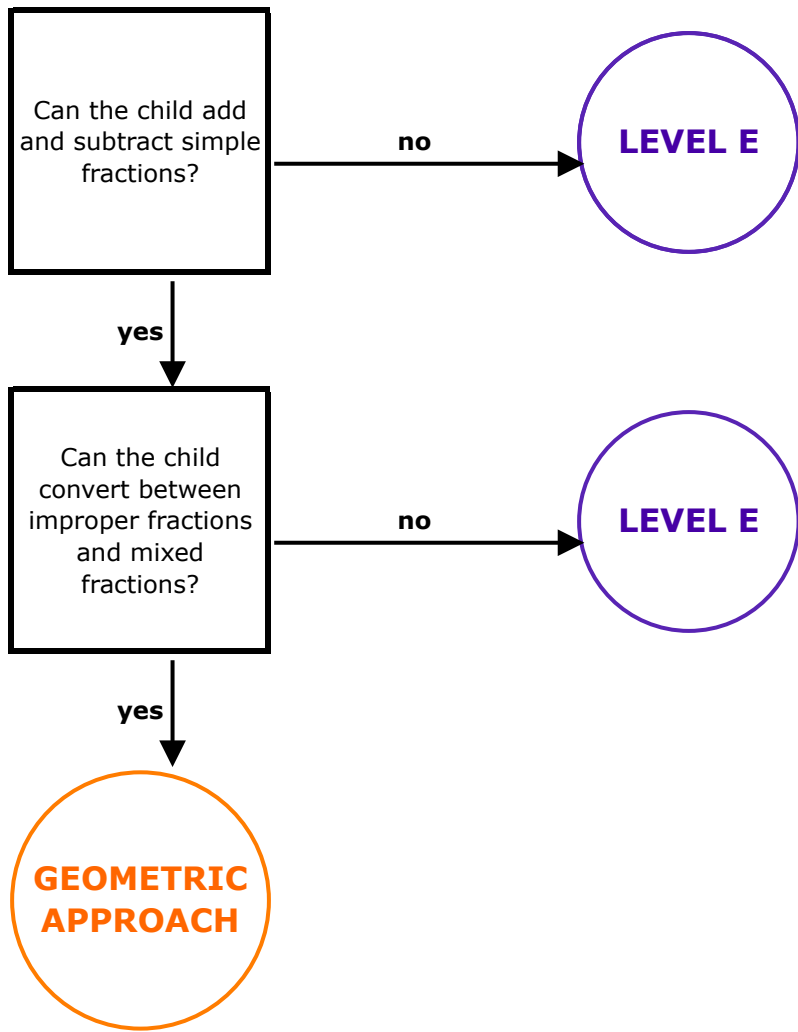 Can the child add
and subtract simple
fractions?
no
LEVEL E
yes
Can the child
convert between
improper fractions
and mixed
fractions?
no
LEVEL E
yes
GEOMETRIC
APPROACH